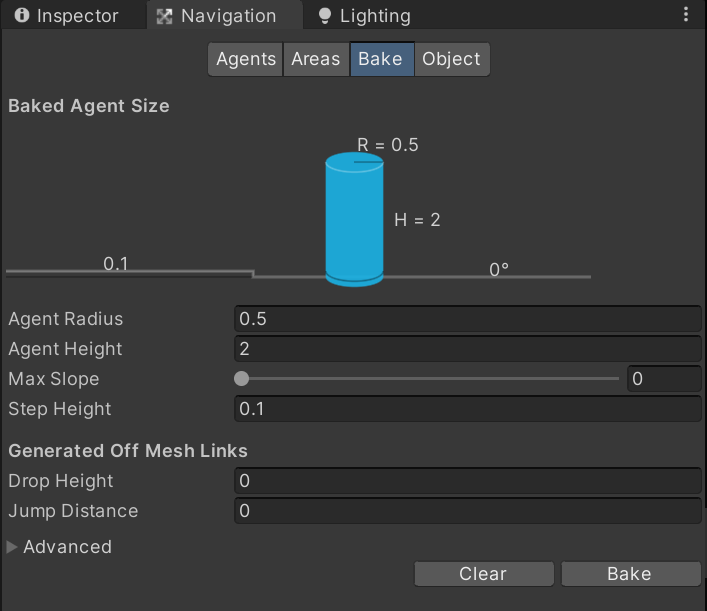 Inspector Navigation Lighting
Agents Areas Bake Object
Baked Agent Size
R = 0.5
H = 2
0.1 0°
Agent Radius 0.5
Agent Height 2
Max Slope 0
Step Height 0.1
Generated Off Mesh Links
Drop Height 0
Jump Distance 0
Advanced
Clear Bake